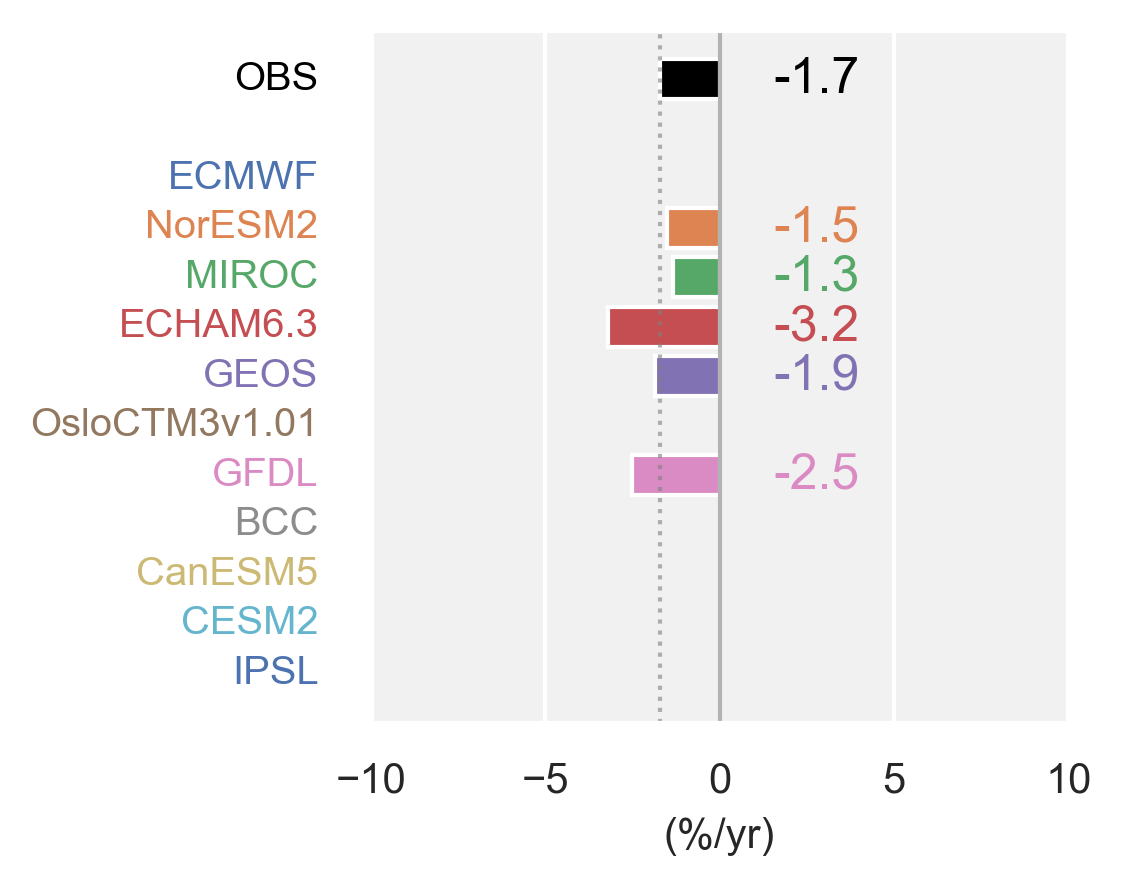 OBS -1.7
ECMWF
NorESM2 -1.5
MIROC -1.3
ECHAM6.3 -3.2
GEOS -1.9
OsloCTM3v1.01
GFDL -2.5
BCC
CanESM5
CESM2
IPSL
−10 −5 0 5 10
(%/yr)